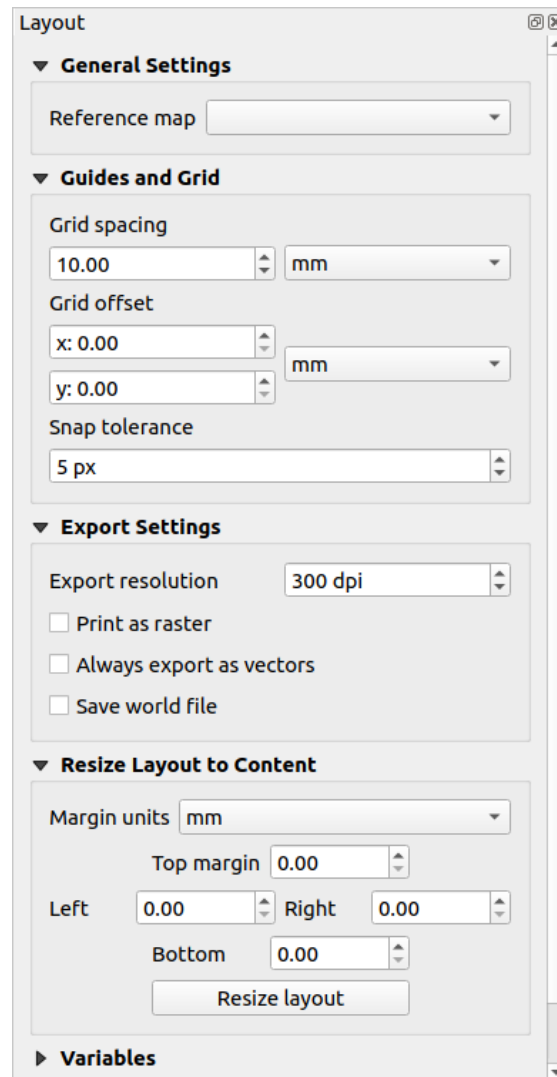 Layout
General Settings
Reference map
Guides and Grid
Grid spacing
10.00 mm
Grid offset
x: 0.00
mm
y: 0.00
Snap tolerance
5 px
Export Settings
Export resolution 300 dpi
Print as raster
Always export as vectors
Save world file
Resize Layout to Content
Margin units mm
Top margin 0.00
Left 0.00 Right 0.00
Bottom 0.00
Resize layout
Variables